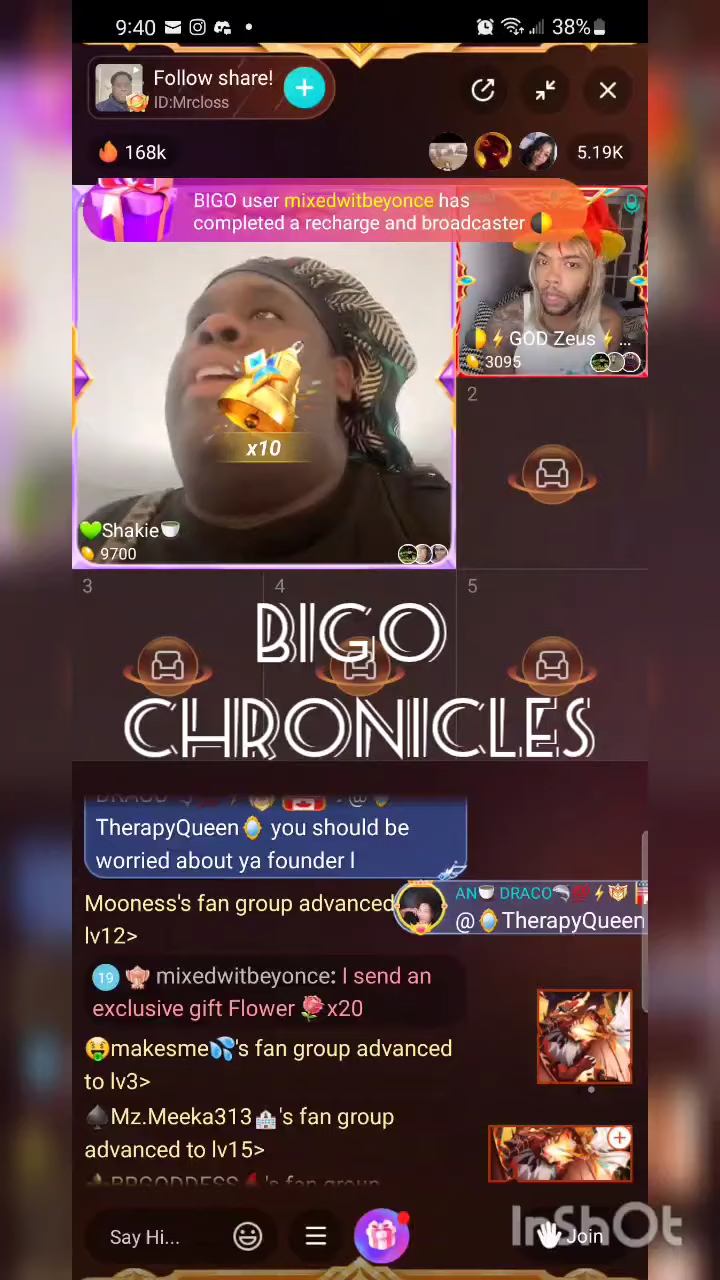 9:40
38%
Follow share!
ID:Mrcloss
168k
5.19K
BIGO user mixedwitbeyonce has
completed a recharge and broadcaster
⚡GOD Zeus⚡...
3095
x10
💚Shakie☕
9700
2
3
4
5
BIGO
CHRONICLES
TherapyQueen🪞 you should be
worried about ya founder l
Mooness's fan group advanced
lv12>
AN☕ DRACO🦈💯⚡
@🪞TherapyQueen
19 mixedwitbeyonce: I send an
exclusive gift Flower 🌹x20
🤑makesme💦's fan group advanced
to lv3>
♠️Mz.Meeka313🏩's fan group
advanced to lv15>
Say Hi...
Join
InShOt